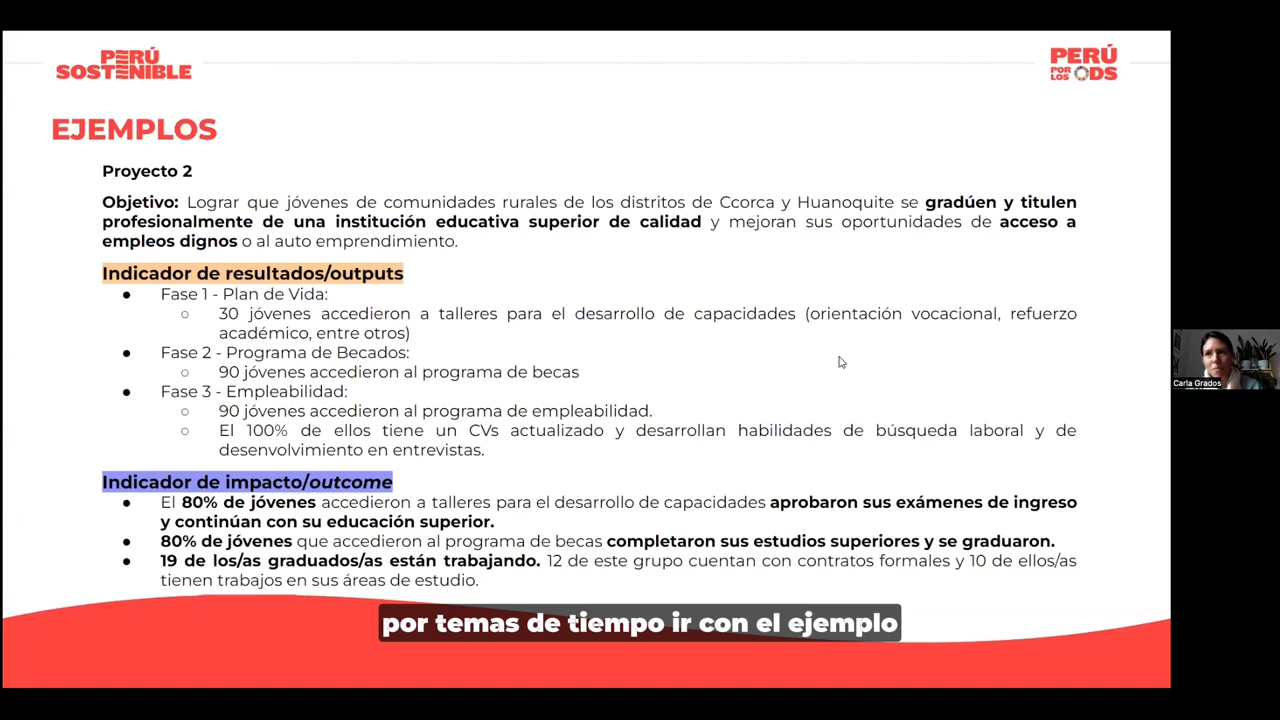 PERÚ
SOSTENIBLE
PERÚ
POR
LOS ODS
EJEMPLOS
Proyecto 2
Objetivo: Lograr que jóvenes de comunidades rurales de los distritos de Ccorca y Huanoquite se gradúen y titulen
profesionalmente de una institución educativa superior de calidad y mejoran sus oportunidades de acceso a
empleos dignos o al auto emprendimiento.
Indicador de resultados/outputs
● Fase 1 - Plan de Vida:
○ 30 jóvenes accedieron a talleres para el desarrollo de capacidades (orientación vocacional, refuerzo
académico, entre otros)
● Fase 2 - Programa de Becados:
○ 90 jóvenes accedieron al programa de becas
● Fase 3 - Empleabilidad:
○ 90 jóvenes accedieron al programa de empleabilidad.
○ El 100% de ellos tiene un CVs actualizado y desarrollan habilidades de búsqueda laboral y de
desenvolvimiento en entrevistas.
Indicador de impacto/outcome
● El 80% de jóvenes accedieron a talleres para el desarrollo de capacidades aprobaron sus exámenes de ingreso
y continúan con su educación superior.
● 80% de jóvenes que accedieron al programa de becas completaron sus estudios superiores y se graduaron.
● 19 de los/as graduados/as están trabajando. 12 de este grupo cuentan con contratos formales y 10 de ellos/as
tienen trabajos en sus áreas de estudio.
por temas de tiempo ir con el ejemplo
Carla Grados